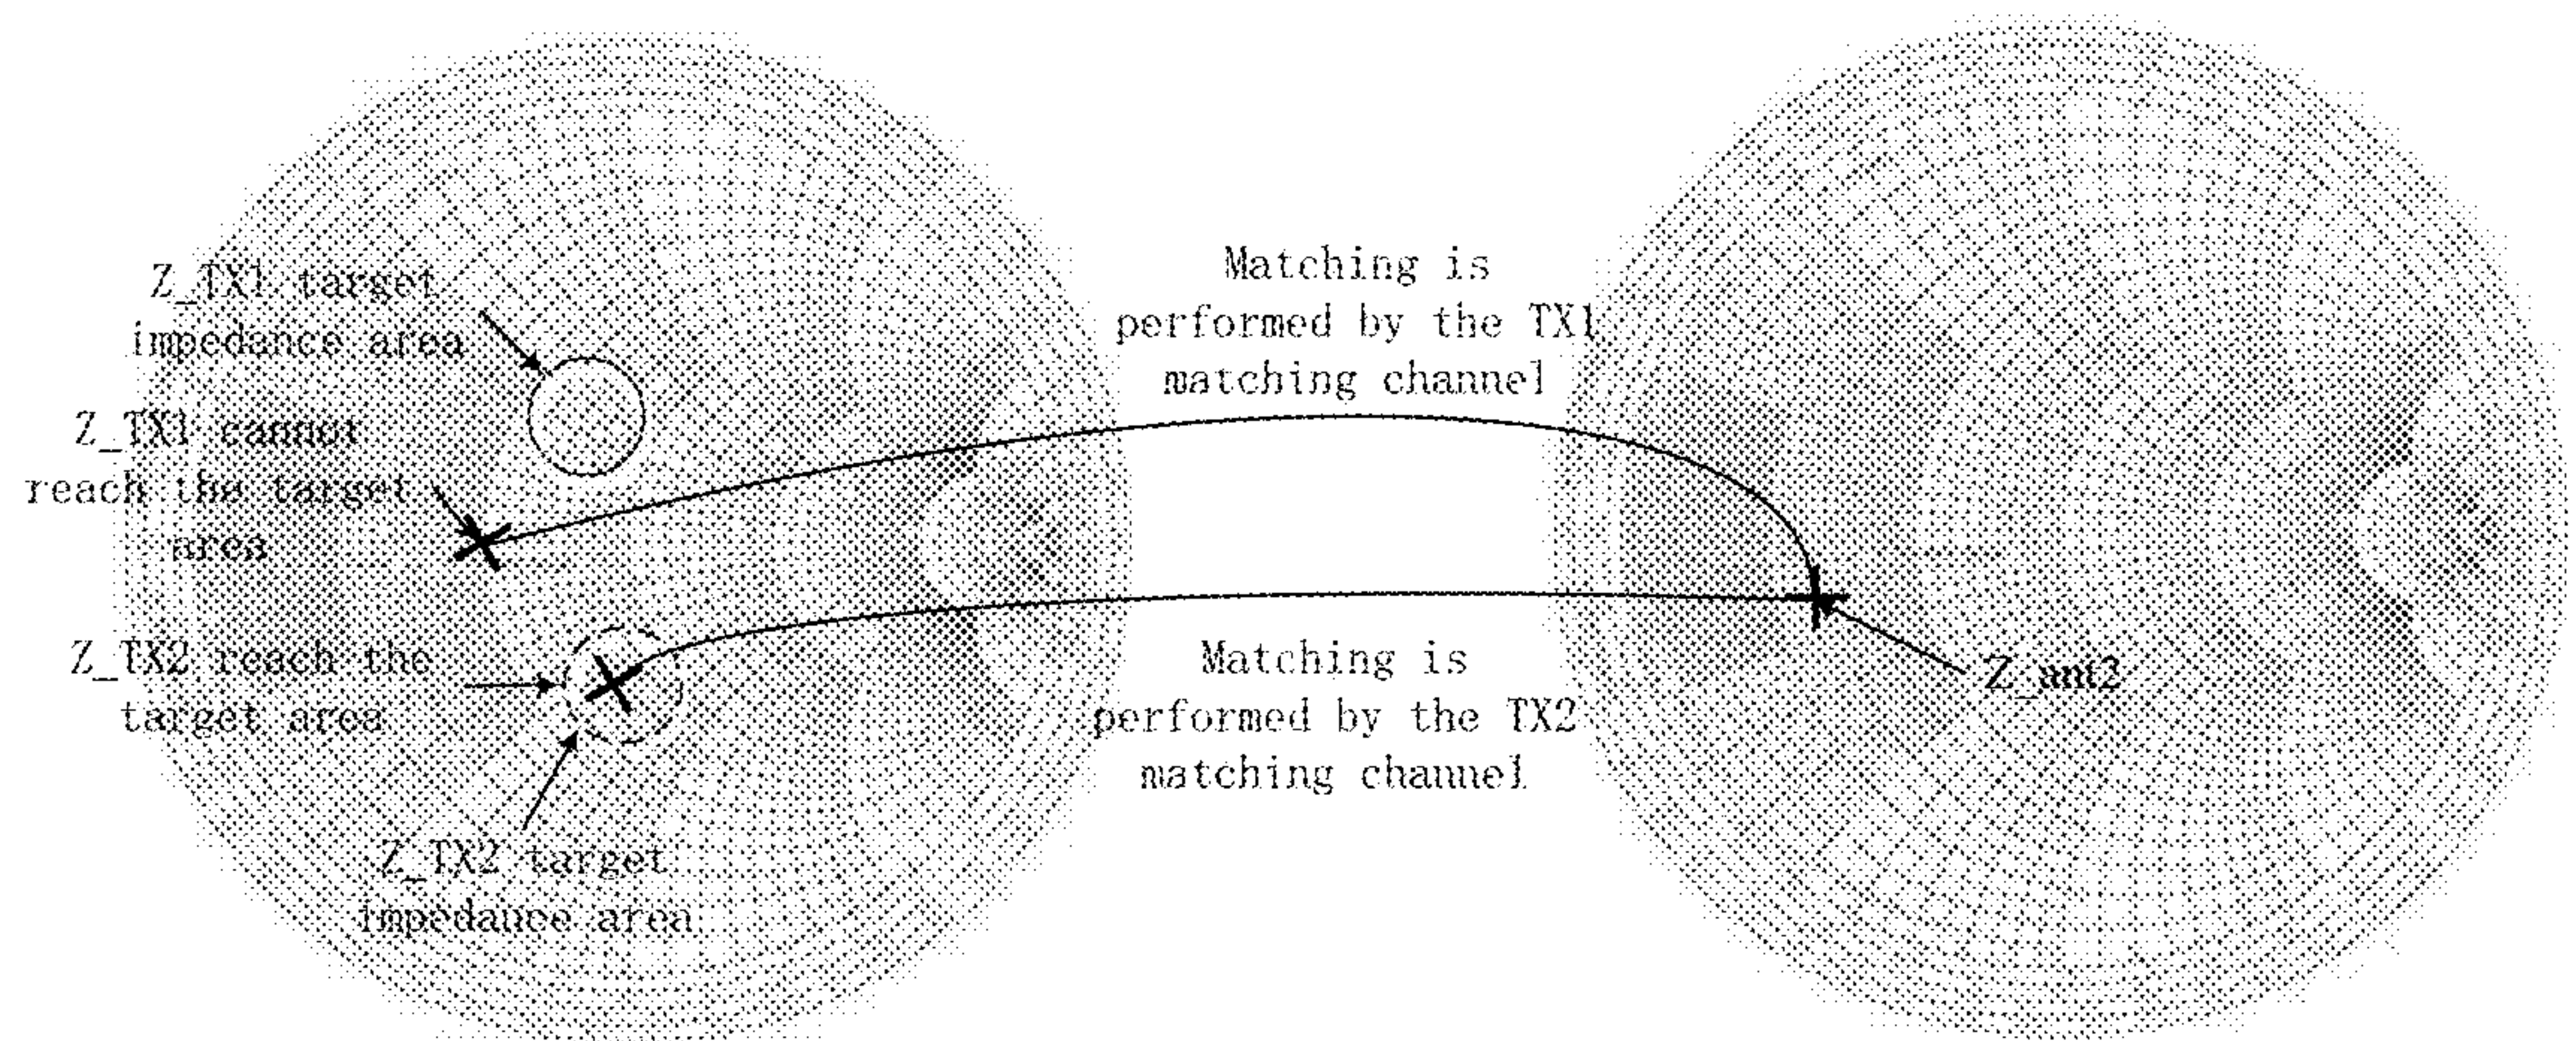 Z_TX1 target
impedance area
Z_TX1 cannot
reach the target
area
Z_TX2 reach the
target area
Z_TX2 target
impedance area
Matching is
performed by the TX1
matching channel
Matching is
performed by the TX2
matching channel
Z_ant2